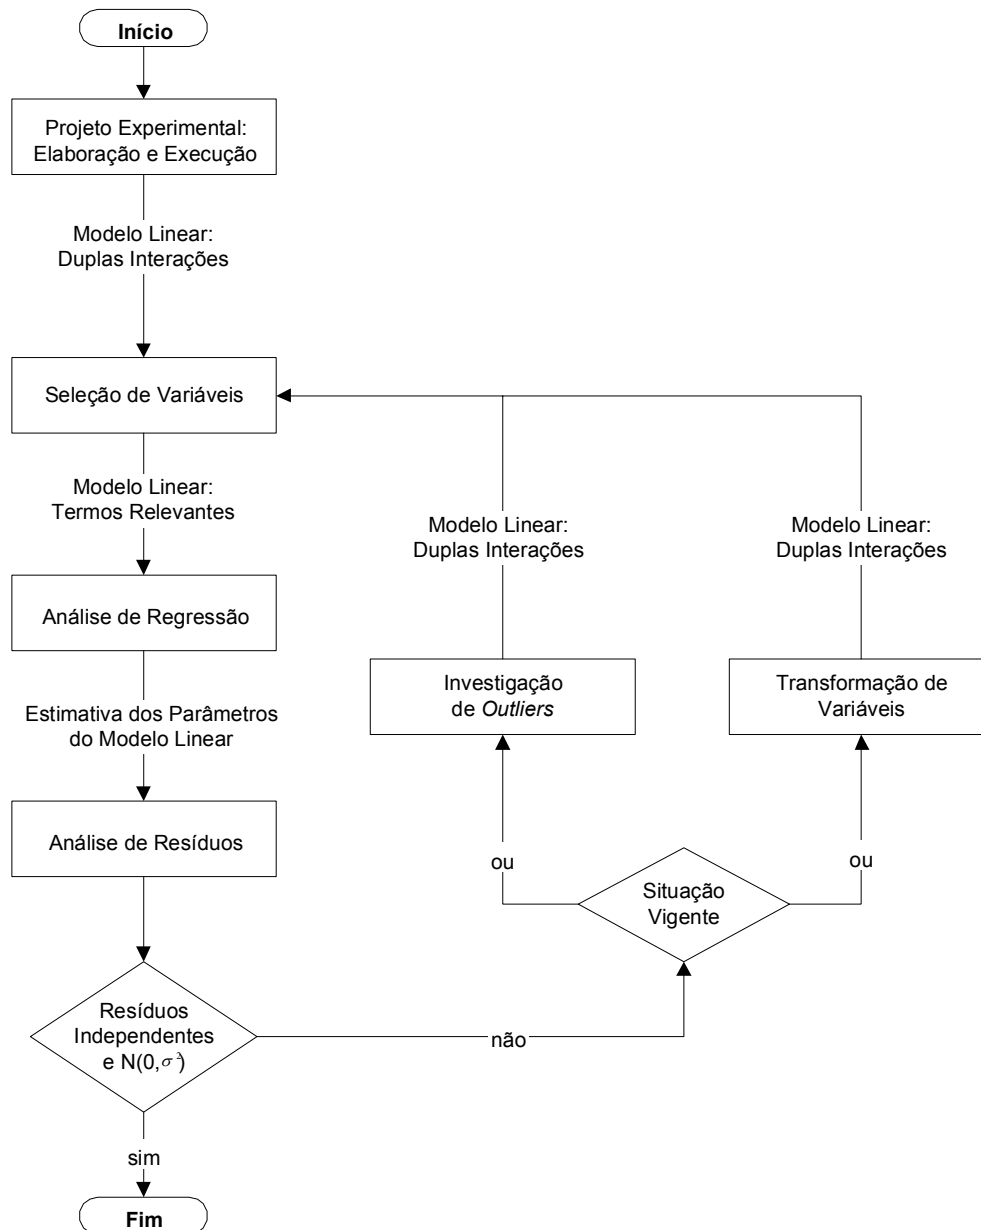 Início
Projeto Experimental:
Elaboração e Execução
Modelo Linear:
Duplas Interações
Seleção de Variáveis
Modelo Linear:
Termos Relevantes
Modelo Linear:
Duplas Interações
Modelo Linear:
Duplas Interações
Análise de Regressão
Investigação
de Outliers
Transformação de
Variáveis
Estimativa dos Parâmetros
do Modelo Linear
Análise de Resíduos
ou
ou
Situação
Vigente
Resíduos
Independentes
e N(0,σ²)
não
sim
Fim